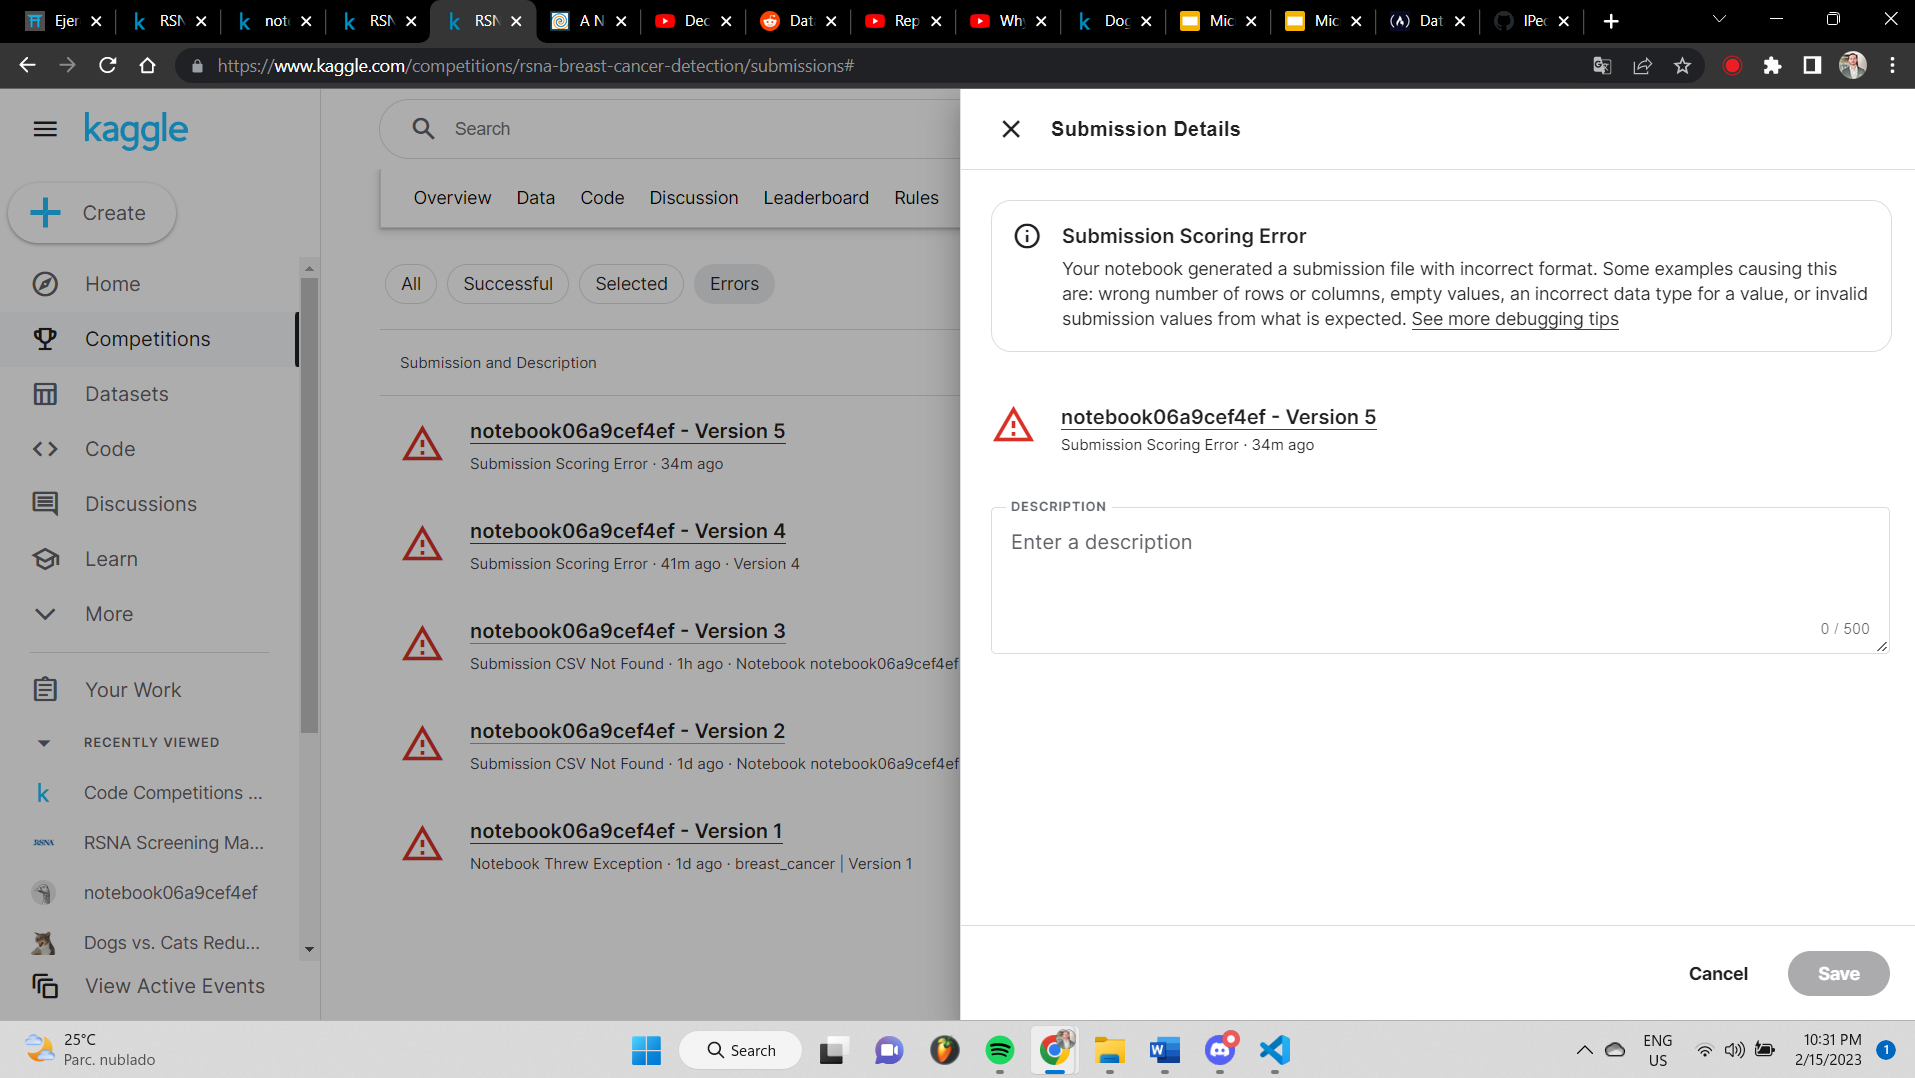 Ejer
RSN
note
RSN
RSN
A N
Dec
Data
Rep
Why
Dog
Mic
Mic
Dat
IPec
https://www.kaggle.com/competitions/rsna-breast-cancer-detection/submissions#
kaggle
Search
Submission Details
Create
Overview
Data
Code
Discussion
Leaderboard
Rules
Home
Competitions
Datasets
Code
Discussions
Learn
More
Your Work
RECENTLY VIEWED
Code Competitions ...
RSNA
RSNA Screening Ma...
notebook06a9cef4ef
Dogs vs. Cats Redu...
View Active Events
All
Successful
Selected
Errors
Submission and Description
notebook06a9cef4ef - Version 5
Submission Scoring Error · 34m ago
notebook06a9cef4ef - Version 4
Submission Scoring Error · 41m ago · Version 4
notebook06a9cef4ef - Version 3
Submission CSV Not Found · 1h ago · Notebook notebook06a9cef4ef
notebook06a9cef4ef - Version 2
Submission CSV Not Found · 1d ago · Notebook notebook06a9cef4ef
notebook06a9cef4ef - Version 1
Notebook Threw Exception · 1d ago · breast_cancer | Version 1
Submission Scoring Error
Your notebook generated a submission file with incorrect format. Some examples causing this
are: wrong number of rows or columns, empty values, an incorrect data type for a value, or invalid
submission values from what is expected. See more debugging tips
notebook06a9cef4ef - Version 5
Submission Scoring Error · 34m ago
DESCRIPTION
Enter a description
0 / 500
Cancel
Save
25°C
Parc. nublado
Search
ENG
US
10:31 PM
2/15/2023
1